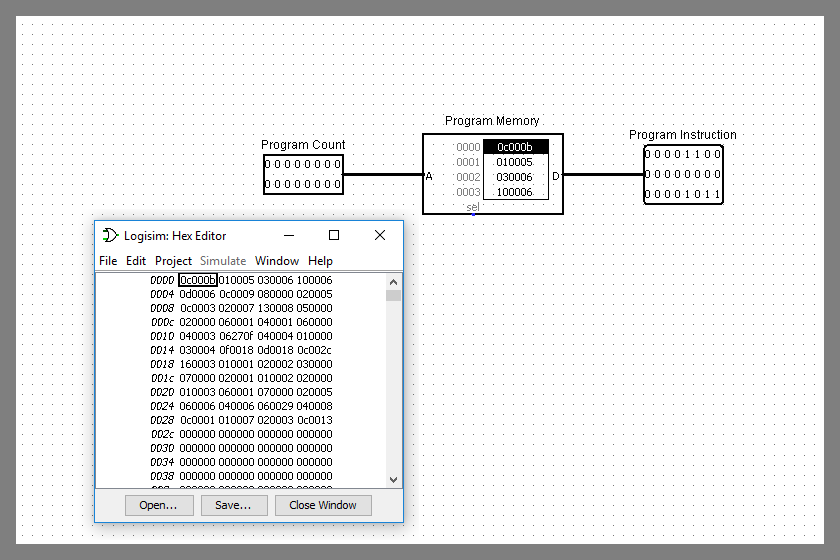 Program Memory
Program Count
Program Instruction
0 0 0 0 0 0 0 0
0 0 0 0 0 0 0 0
A
0000 0c000b
0001 010005
0002 030006
0003 100006
D
sel
0 0 0 0 1 1 0 0
0 0 0 0 0 0 0 0
0 0 0 0 1 0 1 1
Logisim: Hex Editor
File Edit Project Simulate Window Help
0000 0c000b 010005 030006 100006
0004 0d0006 0c0009 080000 020005
0008 0c0003 020007 130008 050000
000c 020000 060001 040001 060000
0010 040003 06270f 040004 010000
0014 030004 0f0018 0d0018 0c002c
0018 160003 010001 020002 030000
001c 070000 020001 010002 020000
0020 010003 060001 070000 020005
0024 060006 040006 060029 040008
0028 0c0001 010007 020003 0c0013
002c 000000 000000 000000 000000
0030 000000 000000 000000 000000
0034 000000 000000 000000 000000
0038 000000 000000 000000 000000
Open... Save... Close Window